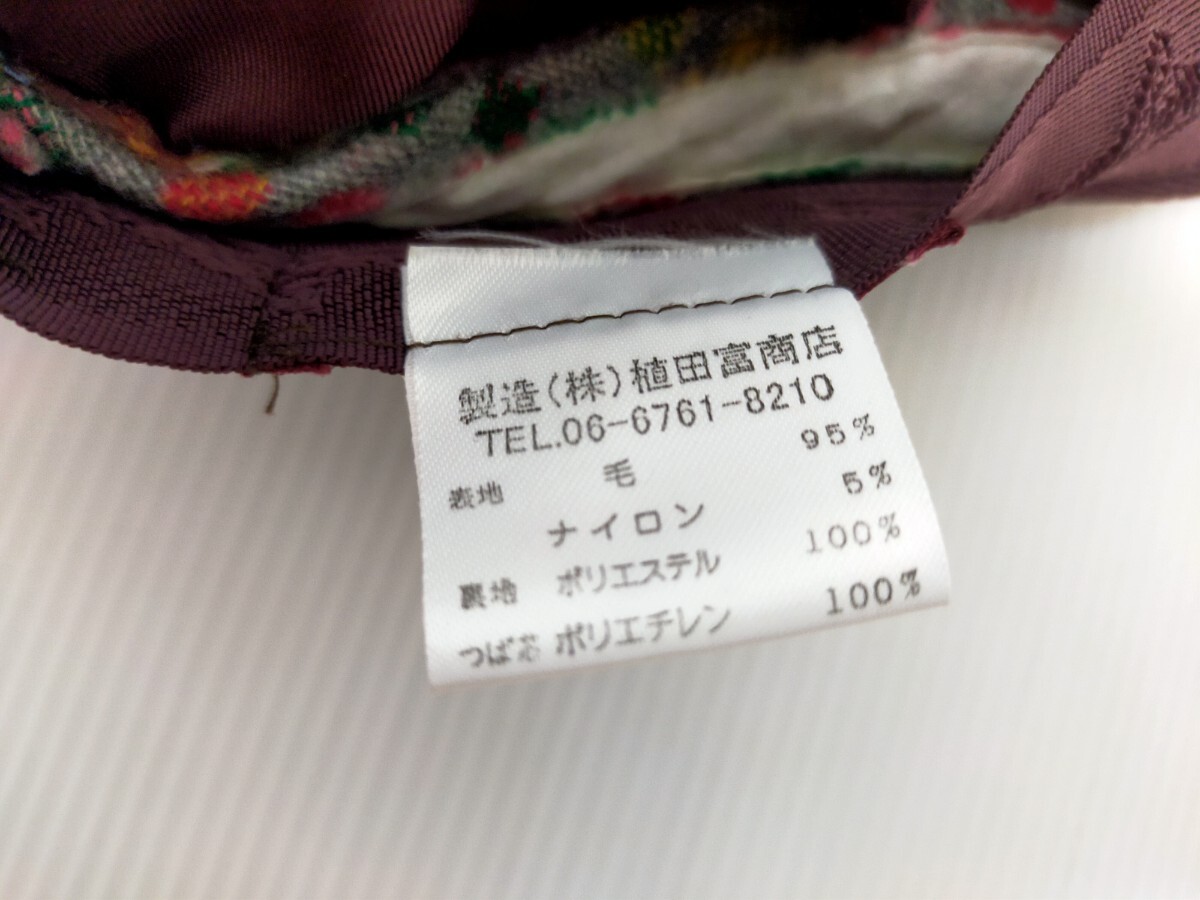 製造(株)植田富商店
TEL.06-6761-8210
表地 毛 95%
ナイロン 5%
裏地 ポリエステル 100%
つば芯 ポリエチレン 100%